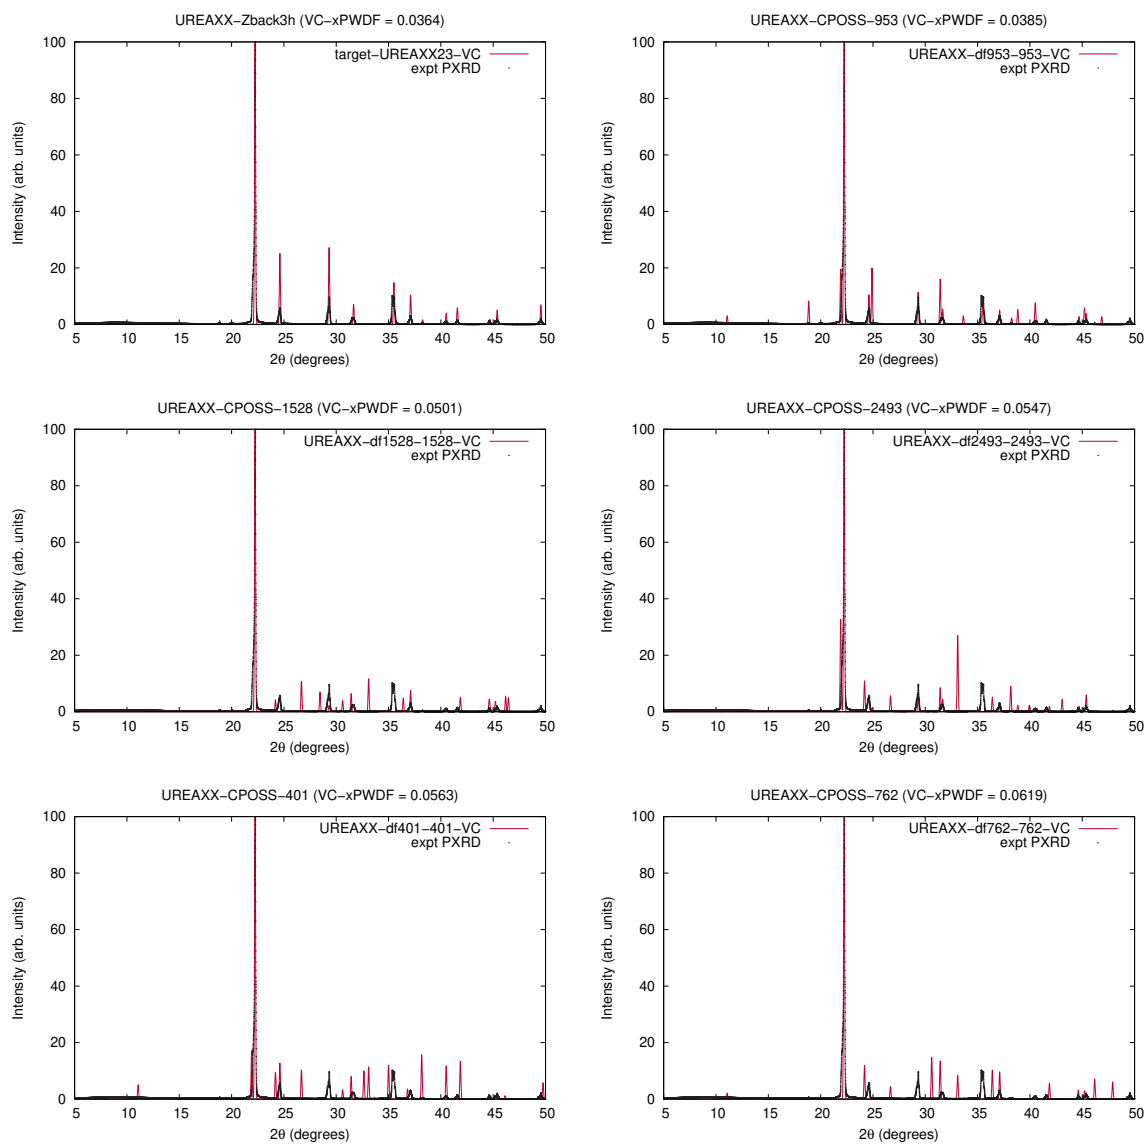 UREAXX−Zback3h (VC−xPWDF = 0.0364)
target−UREAXX23−VC
expt PXRD
Intensity (arb. units)
100
80
60
40
20
0
5 10 15 20 25 30 35 40 45 50
2θ (degrees)
UREAXX−CPOSS−953 (VC−xPWDF = 0.0385)
UREAXX−df953−953−VC
expt PXRD
Intensity (arb. units)
100
80
60
40
20
0
5 10 15 20 25 30 35 40 45 50
2θ (degrees)
UREAXX−CPOSS−1528 (VC−xPWDF = 0.0501)
UREAXX−df1528−1528−VC
expt PXRD
Intensity (arb. units)
100
80
60
40
20
0
5 10 15 20 25 30 35 40 45 50
2θ (degrees)
UREAXX−CPOSS−2493 (VC−xPWDF = 0.0547)
UREAXX−df2493−2493−VC
expt PXRD
Intensity (arb. units)
100
80
60
40
20
0
5 10 15 20 25 30 35 40 45 50
2θ (degrees)
UREAXX−CPOSS−401 (VC−xPWDF = 0.0563)
UREAXX−df401−401−VC
expt PXRD
Intensity (arb. units)
100
80
60
40
20
0
5 10 15 20 25 30 35 40 45 50
2θ (degrees)
UREAXX−CPOSS−762 (VC−xPWDF = 0.0619)
UREAXX−df762−762−VC
expt PXRD
Intensity (arb. units)
100
80
60
40
20
0
5 10 15 20 25 30 35 40 45 50
2θ (degrees)